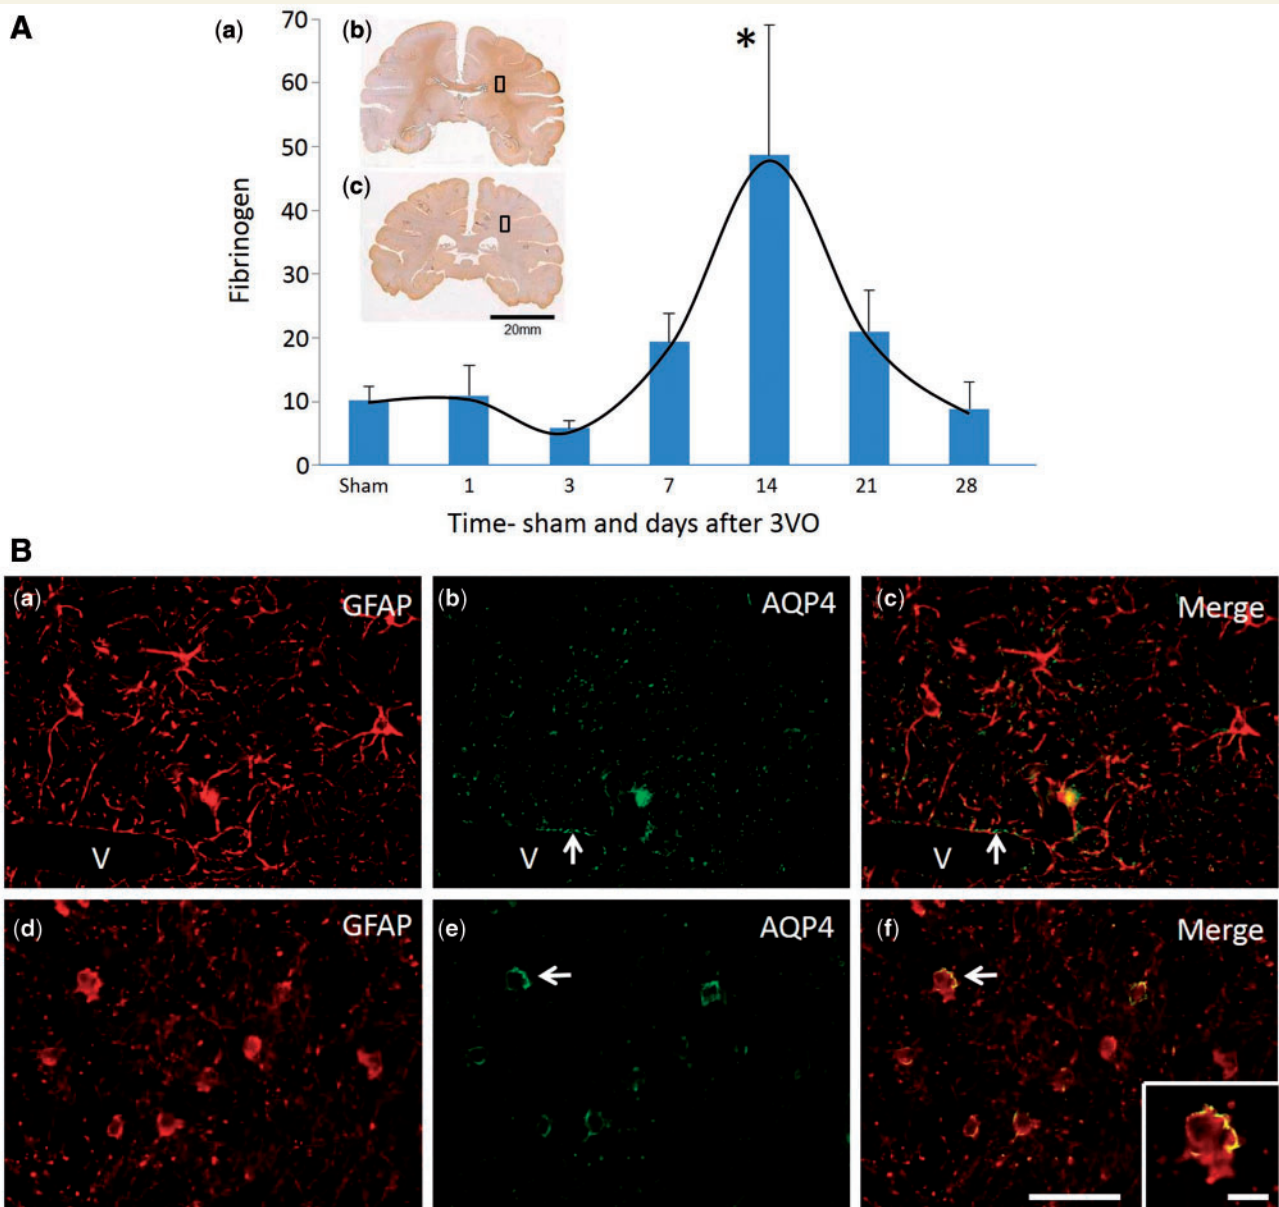 A
(a)
(b)
(c)
70
60
50
40
30
20
10
0
Fibrinogen
*
20mm
Sham 1 3 7 14 21 28
Time- sham and days after 3VO
B
(a) GFAP
V
(b) AQP4
V
(c) Merge
V
(d) GFAP
(e) AQP4
(f) Merge